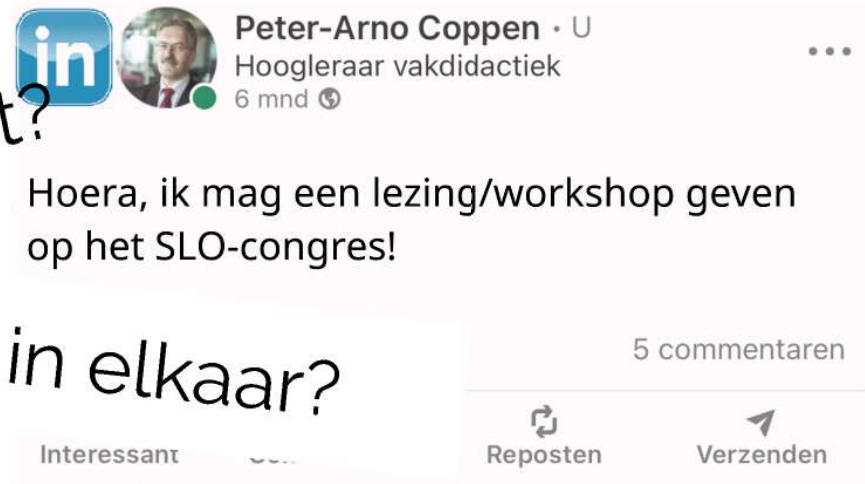 in
Peter-Arno Coppen · U
Hoogleraar vakdidactiek
6 mnd
t?
Hoera, ik mag een lezing/workshop geven
op het SLO-congres!
in elkaar?
5 commentaren
Interessant
Reposten
Verzenden